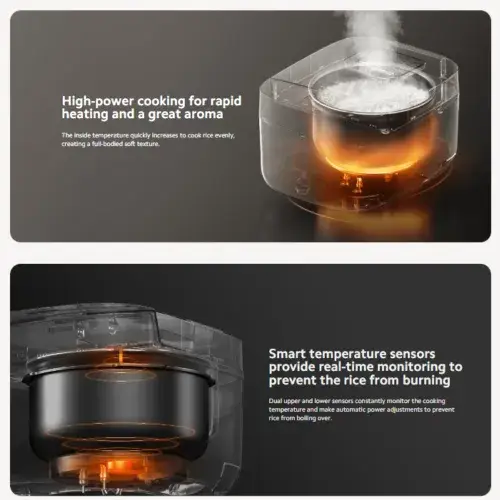 High-power cooking for rapid
heating and a great aroma
The inside temperature quickly increases to cook rice evenly,
creating a full-bodied soft texture.
Smart temperature sensors
provide real-time monitoring to
prevent the rice from burning
Dual upper and lower sensors constantly monitor the cooking
temperature and make automatic power adjustments to prevent
rice from boiling over.